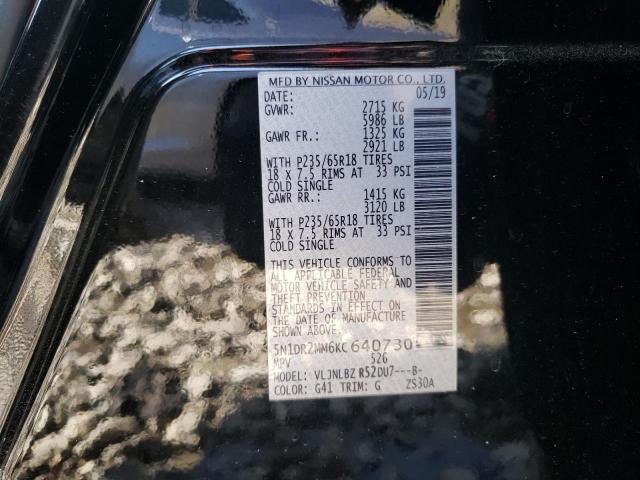 MFD BY NISSAN MOTOR CO., LTD.
DATE: 05/19
GVWR: 2715 KG
5986 LB
GAWR FR.: 1325 KG
2921 LB
WITH P235/65R18 TIRES
18 X 7.5 RIMS AT 33 PSI
COLD SINGLE
GAWR RR.: 1415 KG
3120 LB
WITH P235/65R18 TIRES
18 X 7.5 RIMS AT 33 PSI
COLD SINGLE
THIS VEHICLE CONFORMS TO
ALL APPLICABLE FEDERAL
MOTOR VEHICLE SAFETY AND
THEFT PREVENTION
STANDARDS IN EFFECT ON
THE DATE OF MANUFACTURE
SHOWN ABOVE.
5N1DR2MM6KC640730
MPV 526
MODEL: VLJNLBZ R52DU7---B-
COLOR: G41 TRIM: G ZS30A